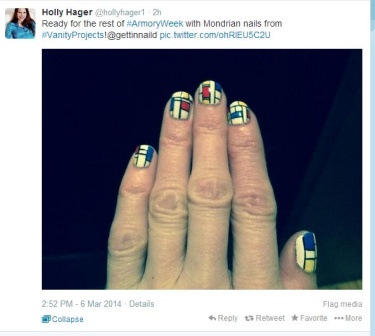 Holly Hager @hollyhager1 · 2h
Ready for the rest of #ArmoryWeek with Mondrian nails from
#VanityProjects!@gettinnaild pic.twitter.com/ohRIEU5C2U
2:52 PM - 6 Mar 2014 · Details
Flag media
Collapse
Reply Retweet Favorite More